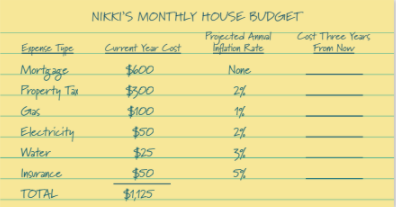 NIKKI'S MONTHLY HOUSE BUDGET
Expense Type Current Year Cost Projected Annual Inflation Rate Cost Three Years From Now
Mortgage $600 None
Property Tax $300 2%
Gas $100 1%
Electricity $50 2%
Water $25 3%
Insurance $50 5%
TOTAL $1,125